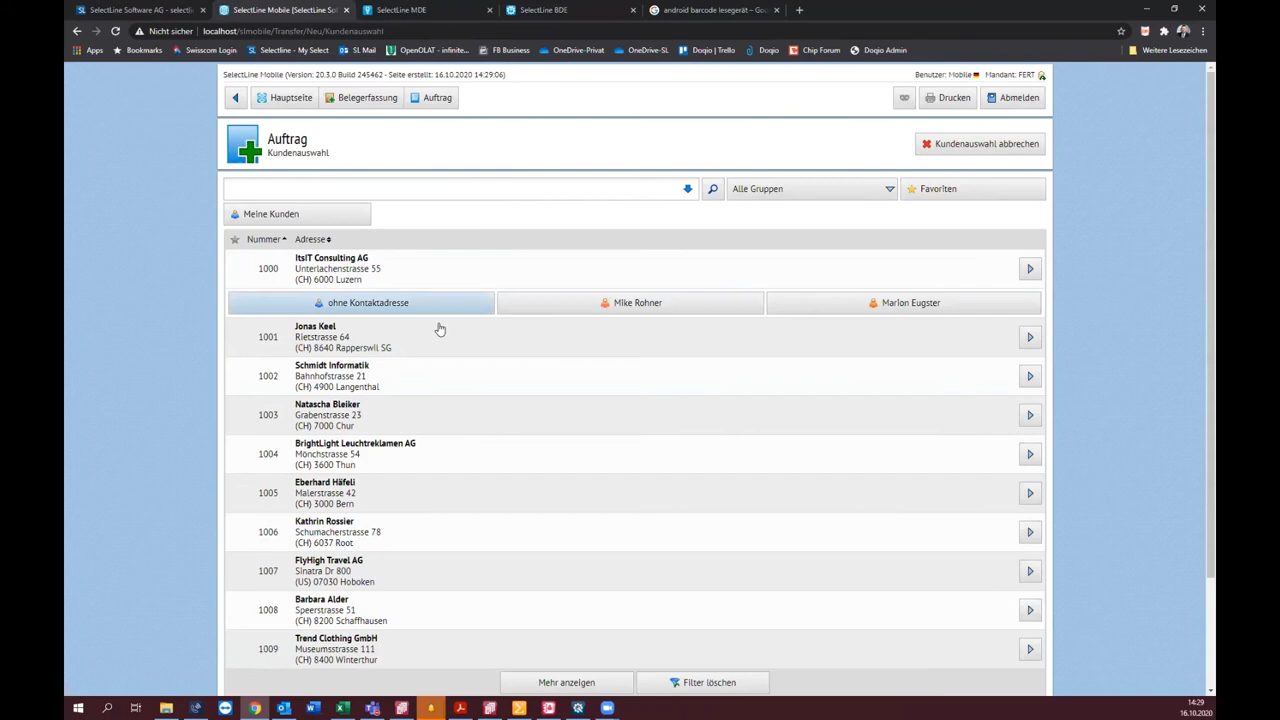 SelectLine Software AG - selectli
SelectLine Mobile [SelectLine Sof
SelectLine MDE
SelectLine BDE
android barcode lesegerät – Goo
Nicht sicher
localhost/slmobile/Transfer/Neu/Kundenauswahl
Apps
Bookmarks
Swisscom Login
Selectline - My Select
SL Mail
OpenOLAT - infinite...
FB Business
OneDrive-Privat
OneDrive-SL
Doqio | Trello
Doqio
Chip Forum
Doqio Admin
Weitere Lesezeichen
SelectLine Mobile (Version: 20.3.0 Build 245462 - Seite erstellt: 16.10.2020 14:29:06)
Benutzer: Mobile
Mandant: FERT
Hauptseite
Belegerfassung
Auftrag
Drucken
Abmelden
Auftrag
Kundenauswahl
Kundenauswahl abbrechen
Alle Gruppen
Favoriten
Meine Kunden
Nummer
Adresse
ItsIT Consulting AG
1000
Unterlachenstrasse 55
(CH) 6000 Luzern
ohne Kontaktadresse
Mike Rohner
Marion Eugster
Jonas Keel
1001
Rietstrasse 64
(CH) 8640 Rapperswil SG
Schmidt Informatik
1002
Bahnhofstrasse 21
(CH) 4900 Langenthal
Natascha Bleiker
1003
Grabenstrasse 23
(CH) 7000 Chur
BrightLight Leuchtreklamen AG
1004
Mönchstrasse 54
(CH) 3600 Thun
Eberhard Häfeli
1005
Malerstrasse 42
(CH) 3000 Bern
Kathrin Rossier
1006
Schumacherstrasse 78
(CH) 6037 Root
FlyHigh Travel AG
1007
Sinatra Dr 800
(US) 07030 Hoboken
Barbara Alder
1008
Speerstrasse 51
(CH) 8200 Schaffhausen
Trend Clothing GmbH
1009
Museumsstrasse 111
(CH) 8400 Winterthur
Mehr anzeigen
Filter löschen
14:29
16.10.2020